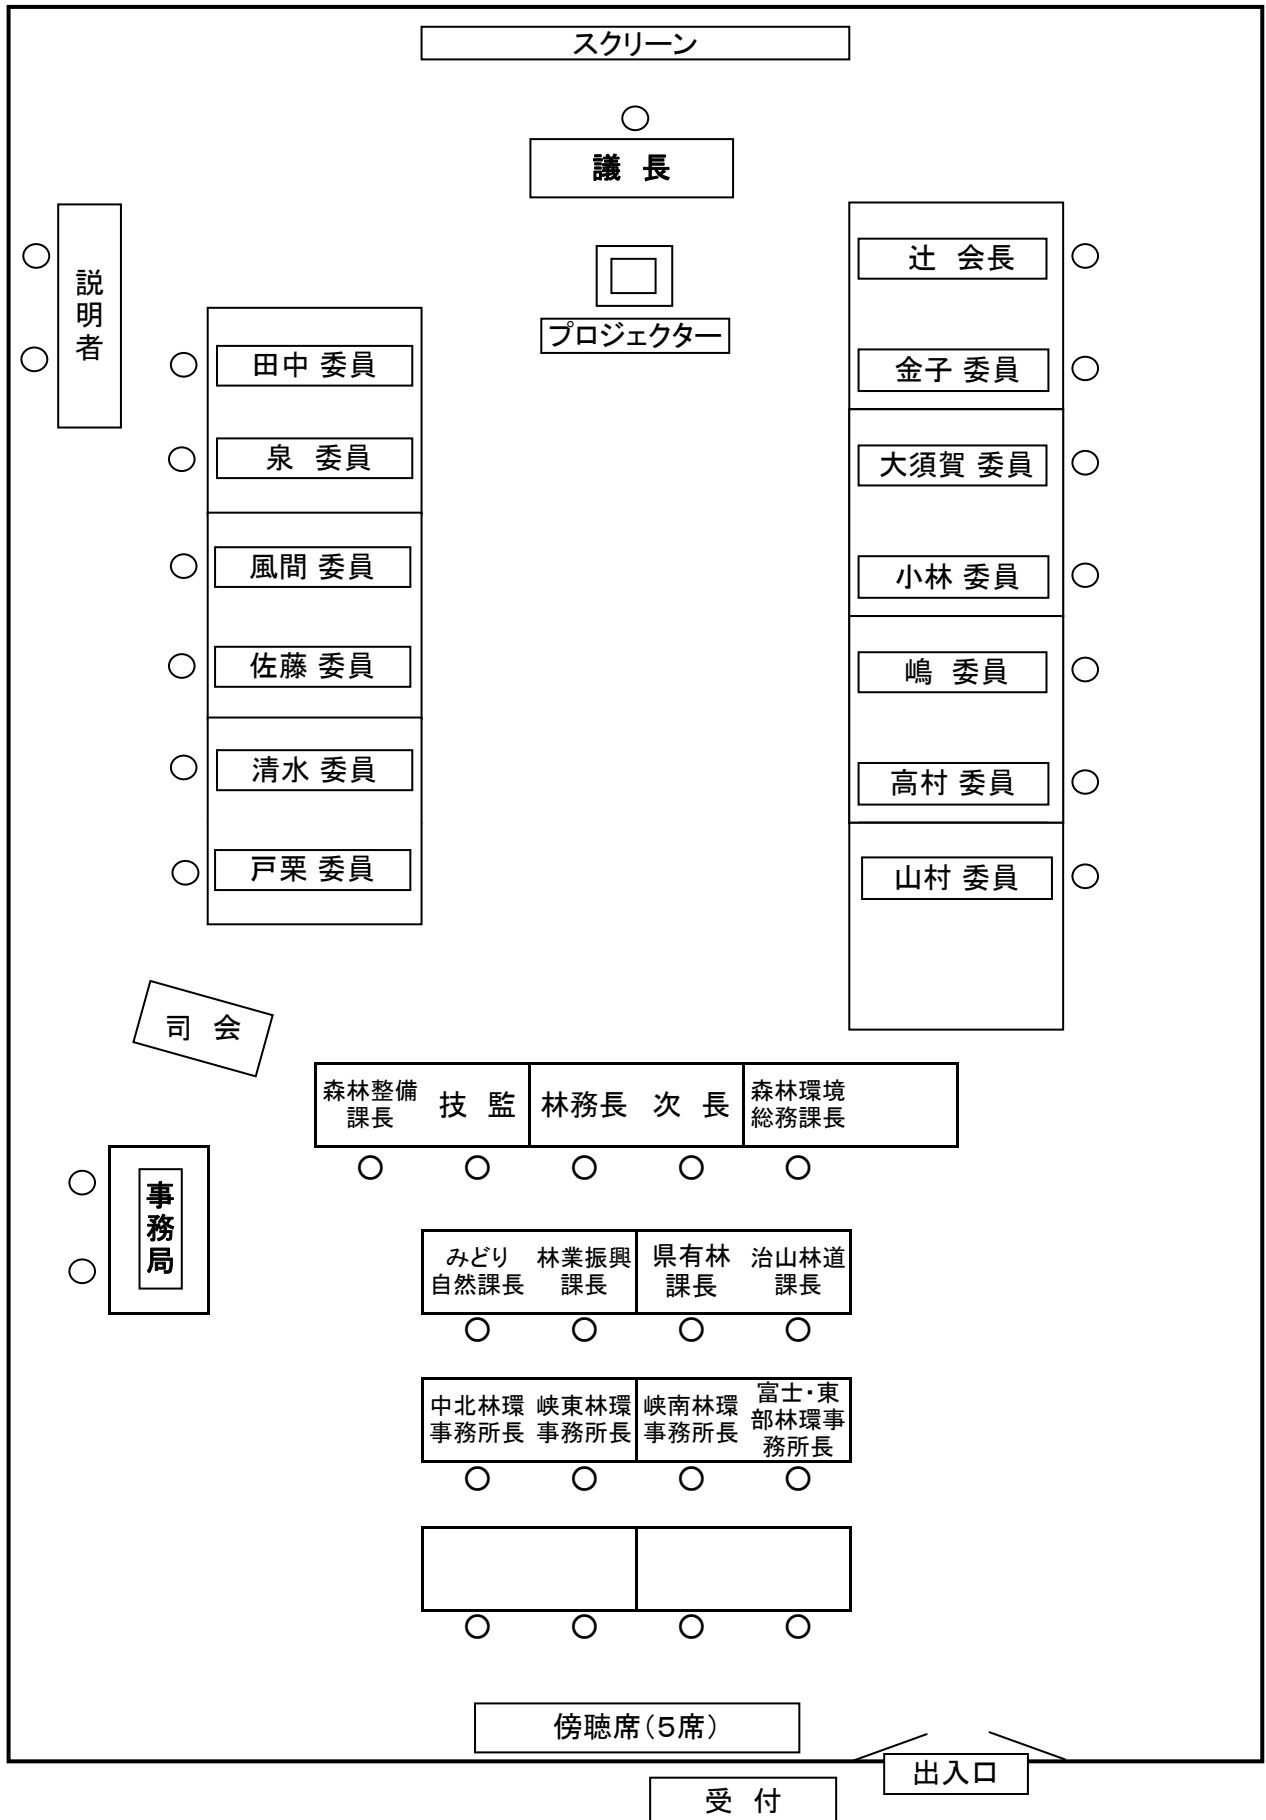 スクリーン
議 長
説明者
プロジェクター
辻 会長
金子 委員
大須賀 委員
小林 委員
嶋 委員
高村 委員
山村 委員
田中 委員
泉 委員
風間 委員
佐藤 委員
清水 委員
戸栗 委員
司 会
森林整備
課長
技 監
林務長
次 長
森林環境
総務課長
事務局
みどり
自然課長
林業振興
課長
県有林
課長
治山林道
課長
中北林環
事務所長
峡東林環
事務所長
峡南林環
事務所長
富士・東
部林環事
務所長
傍聴席(5席)
出入口
受 付